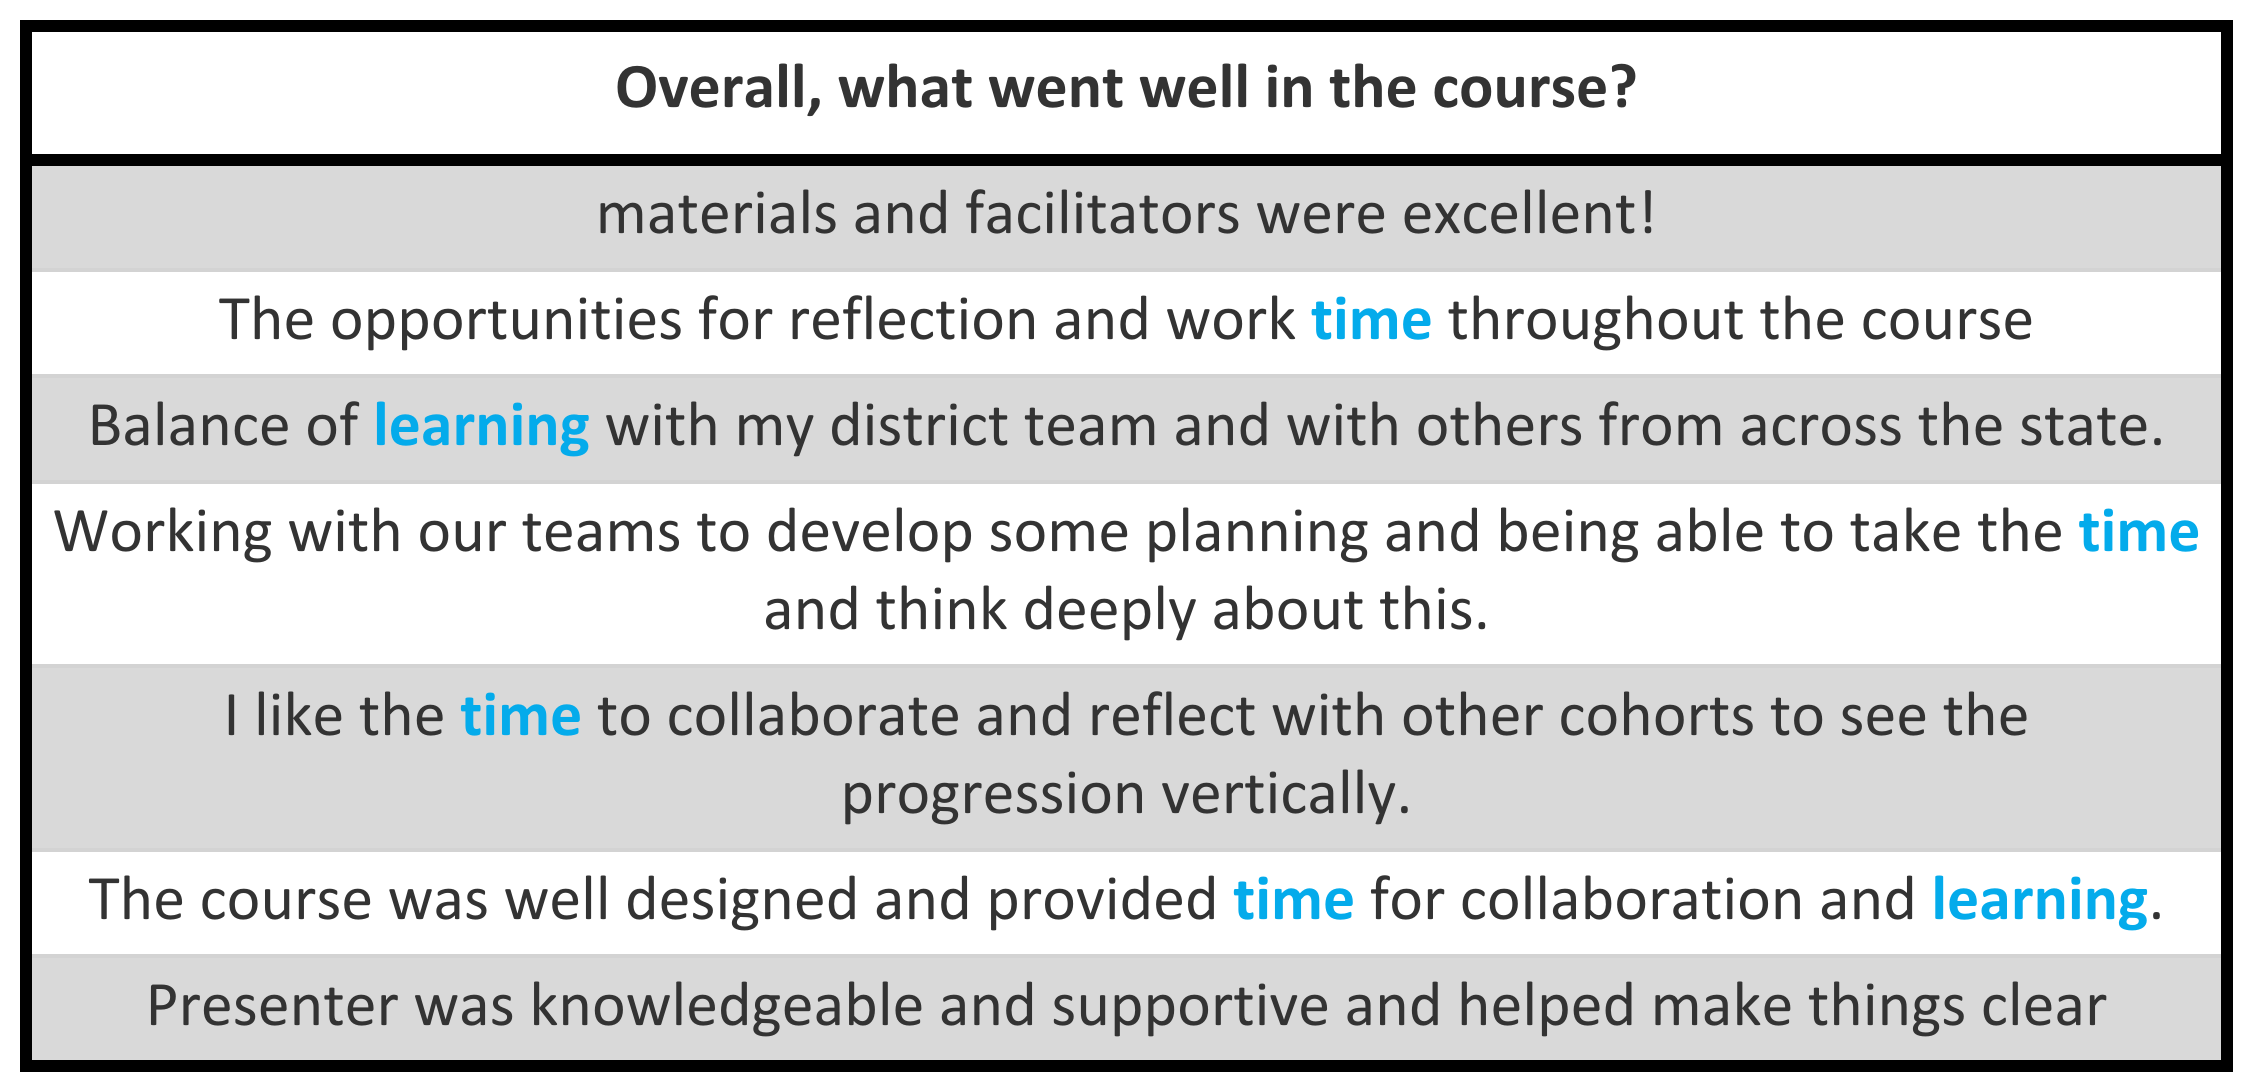 Overall, what went well in the course?
materials and facilitators were excellent!
The opportunities for reflection and work time throughout the course
Balance of learning with my district team and with others from across the state.
Working with our teams to develop some planning and being able to take the time
and think deeply about this.
I like the time to collaborate and reflect with other cohorts to see the
progression vertically.
The course was well designed and provided time for collaboration and learning.
Presenter was knowledgeable and supportive and helped make things clear